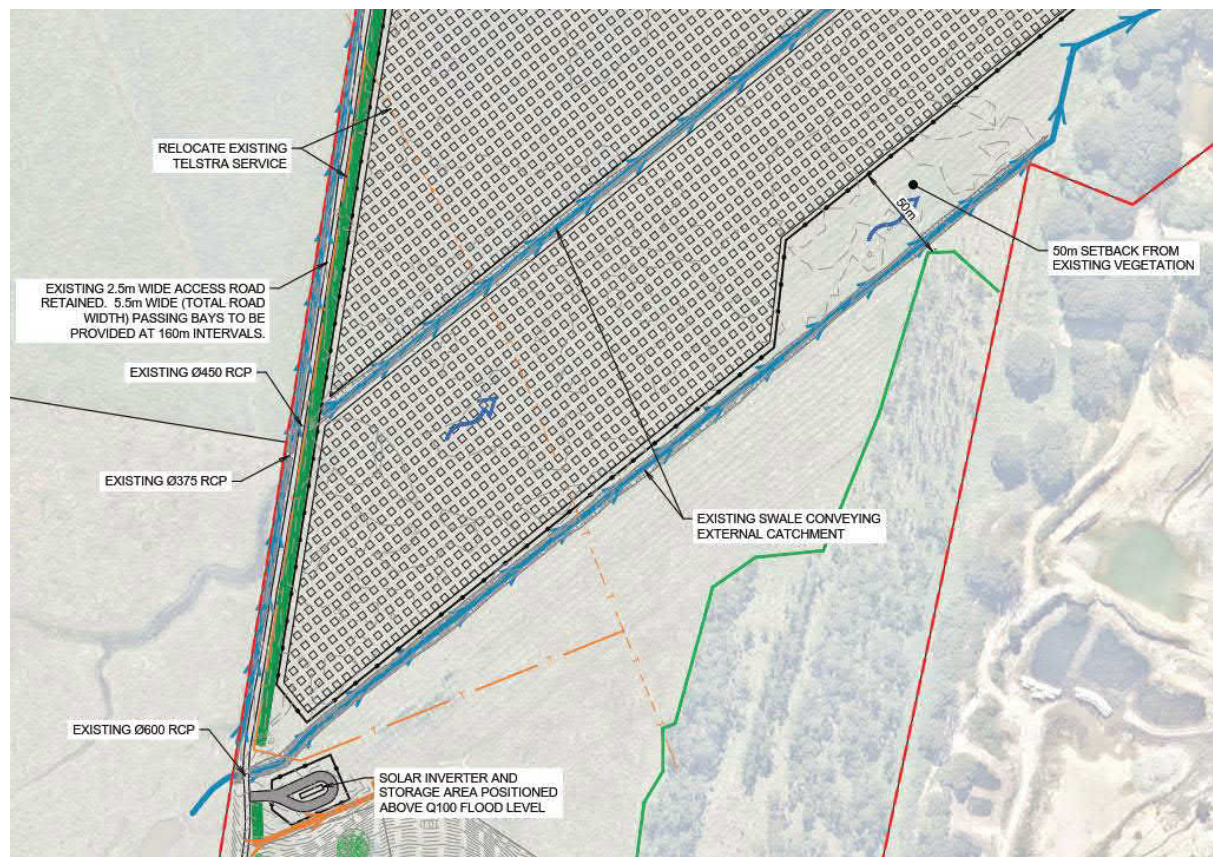 RELOCATE EXISTING
TELSTRA SERVICE
50m
50m SETBACK FROM
EXISTING VEGETATION
EXISTING 2.5m WIDE ACCESS ROAD
RETAINED. 5.5m WIDE (TOTAL ROAD
WIDTH) PASSING BAYS TO BE
PROVIDED AT 160m INTERVALS.
EXISTING Ø450 RCP
EXISTING Ø375 RCP
EXISTING SWALE CONVEYING
EXTERNAL CATCHMENT
EXISTING Ø600 RCP
SOLAR INVERTER AND
STORAGE AREA POSITIONED
ABOVE Q100 FLOOD LEVEL